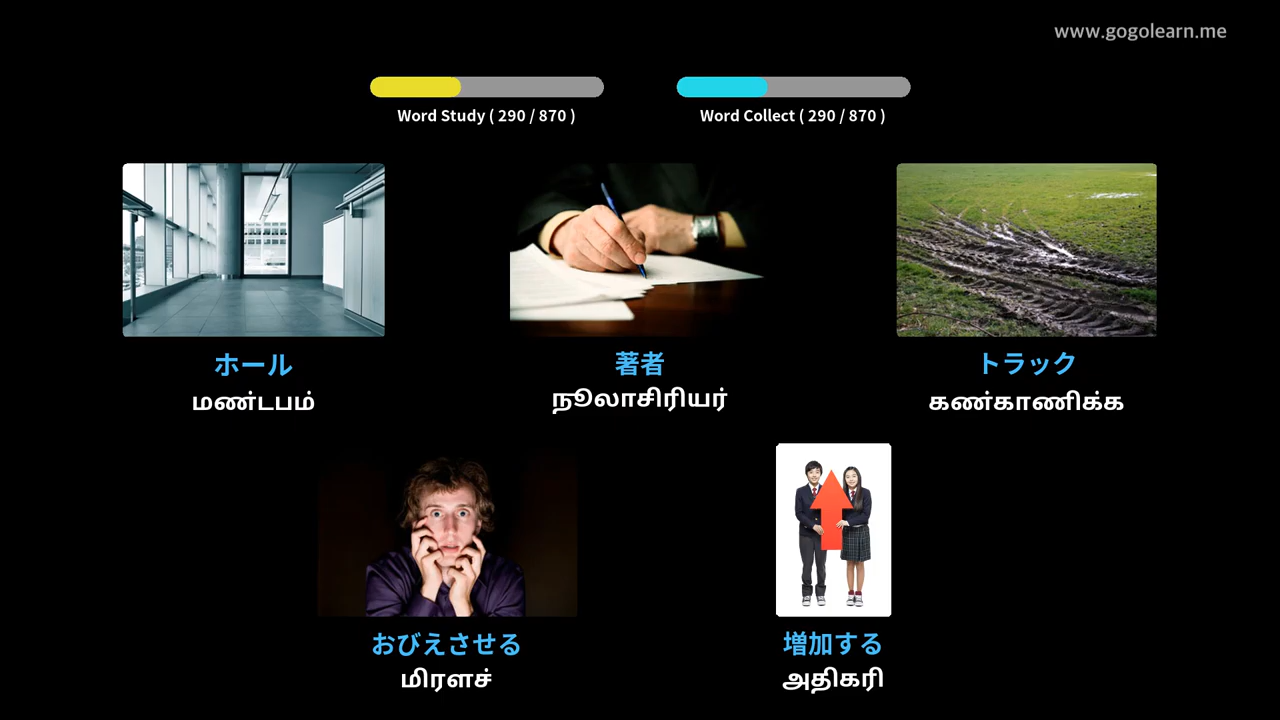 www.gogolearn.me
Word Study ( 290 / 870 )
Word Collect ( 290 / 870 )
ホール
மண்டபம்
著者
நூலாசிரியர்
トラック
கண்காணிக்க
おびえさせる
மிரளச்
増加する
அதிகரி